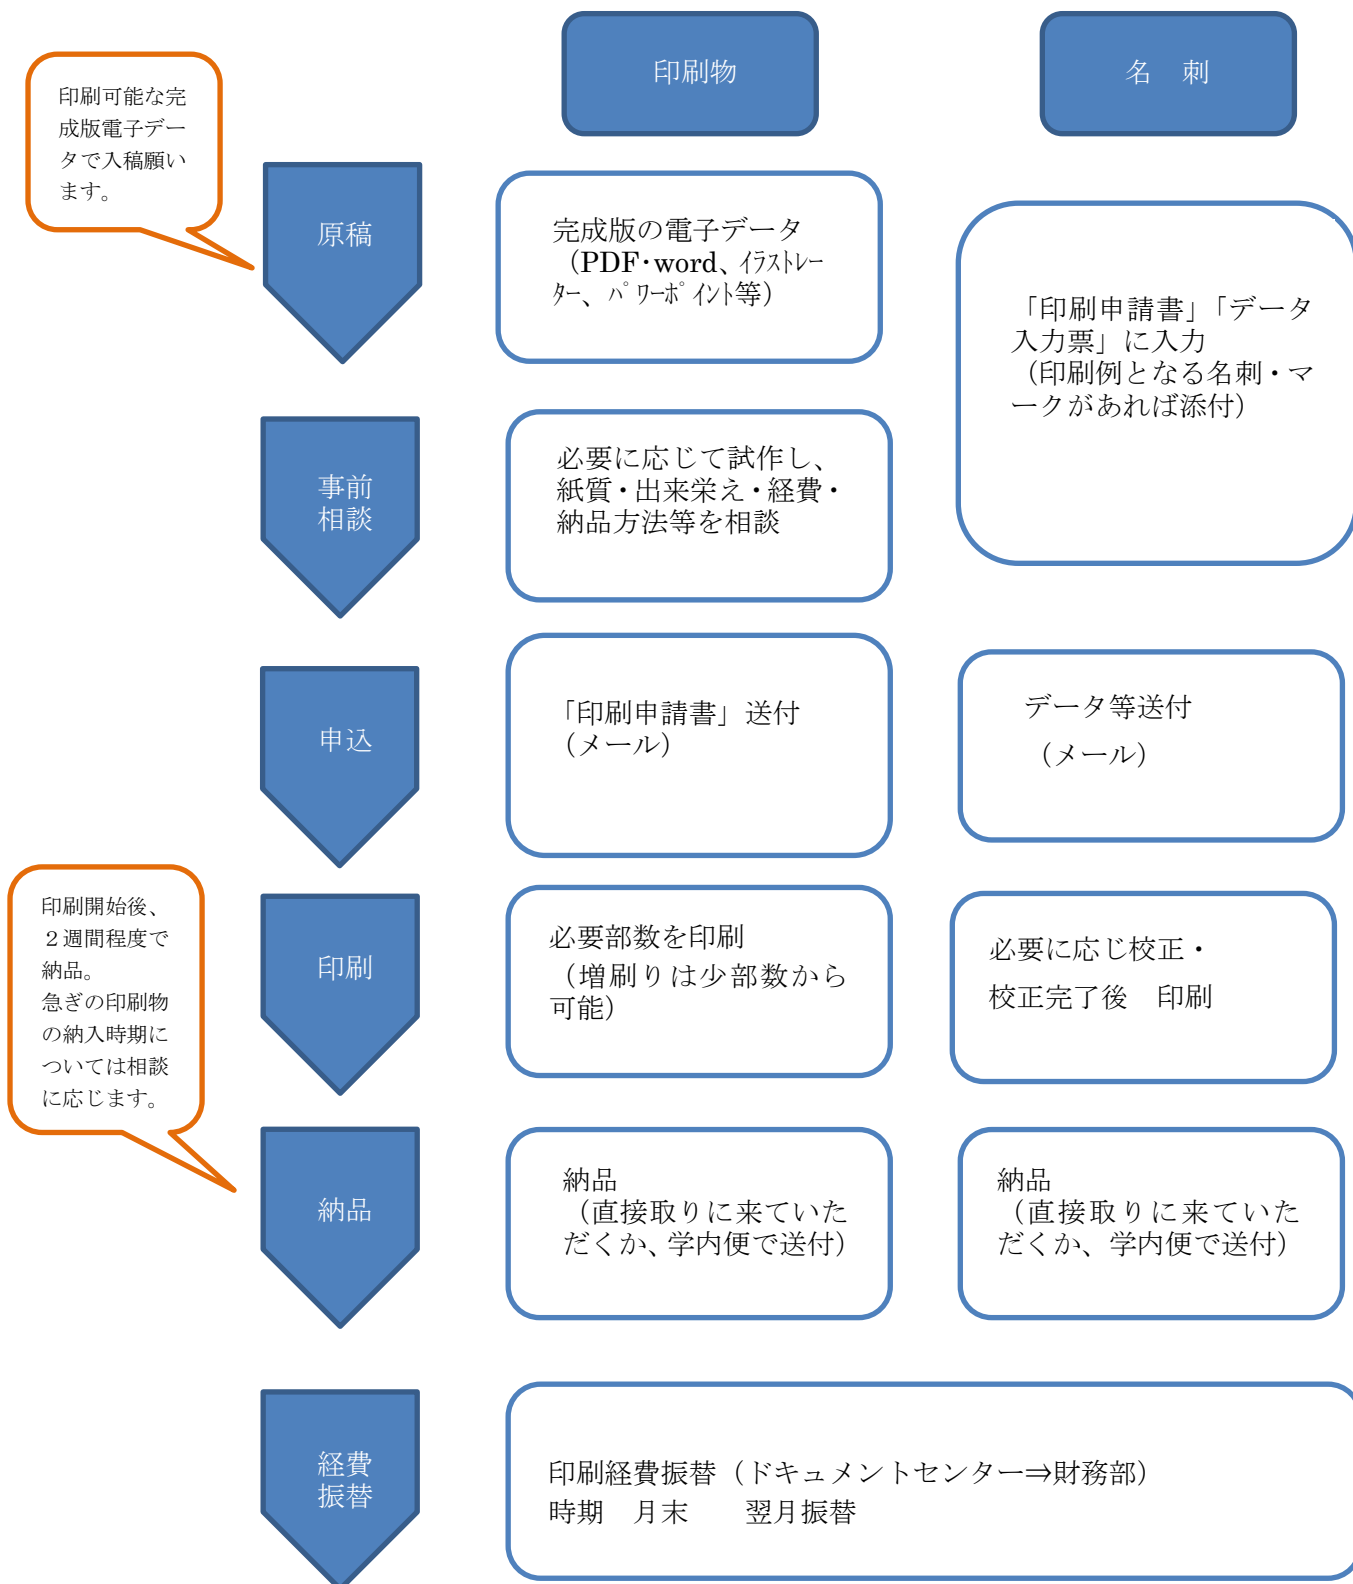 印刷物
名　刺
印刷可能な完
成版電子デー
タで入稿願い
ます。
原稿
完成版の電子データ
（PDF・word、ｲﾗｽﾄﾚｰ
ﾀｰ、ﾊﾟﾜｰﾎﾟｲﾝﾄ等）
「印刷申請書」「データ
入力票」に入力
（印刷例となる名刺・マ
ークがあれば添付）
事前
相談
必要に応じて試作し、
紙質・出来栄え・経費・
納品方法等を相談
申込
「印刷申請書」送付
（メール）
データ等送付
（メール）
印刷開始後、
２週間程度で
納品。
急ぎの印刷物
の納入時期に
ついては相談
に応じます。
印刷
必要部数を印刷
（増刷りは少部数から
可能）
必要に応じ校正・
校正完了後　印刷
納品
納品
（直接取りに来ていた
だくか、学内便で送付）
納品
（直接取りに来ていた
だくか、学内便で送付）
経費
振替
印刷経費振替（ドキュメントセンター⇒財務部）
時期　月末　　翌月振替